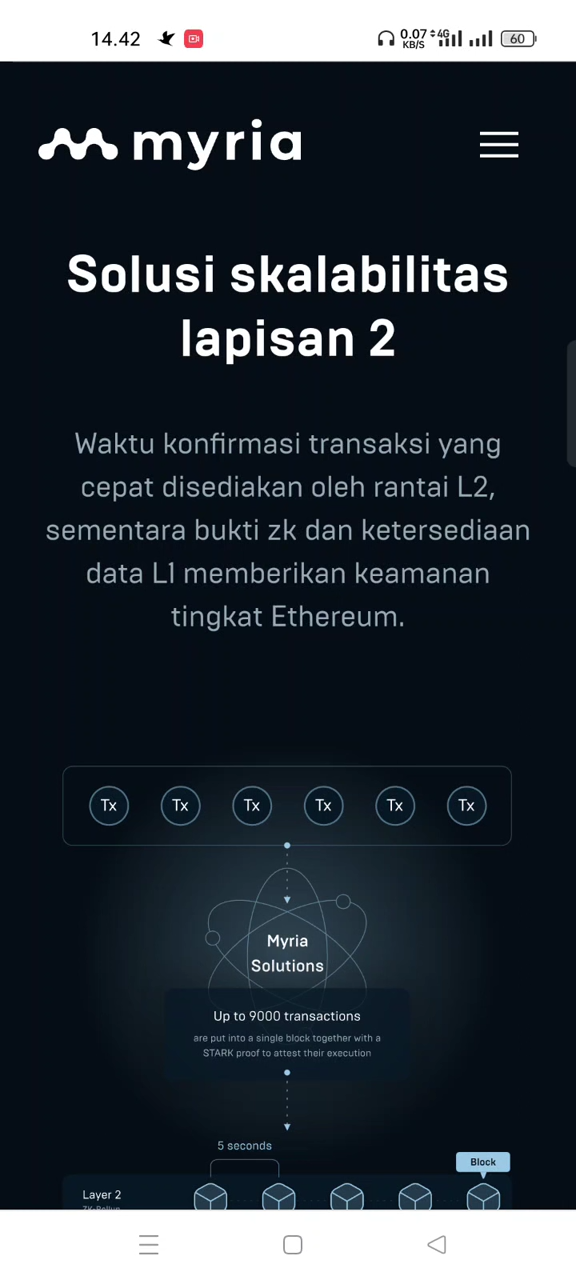 14.42
0.07 KB/S 4G 60
myria
Solusi skalabilitas
lapisan 2
Waktu konfirmasi transaksi yang
cepat disediakan oleh rantai L2,
sementara bukti zk dan ketersediaan
data L1 memberikan keamanan
tingkat Ethereum.
Tx Tx Tx Tx Tx Tx
Myria
Solutions
Up to 9000 transactions
are put into a single block together with a
STARK proof to attest their execution
5 seconds
Block
Layer 2